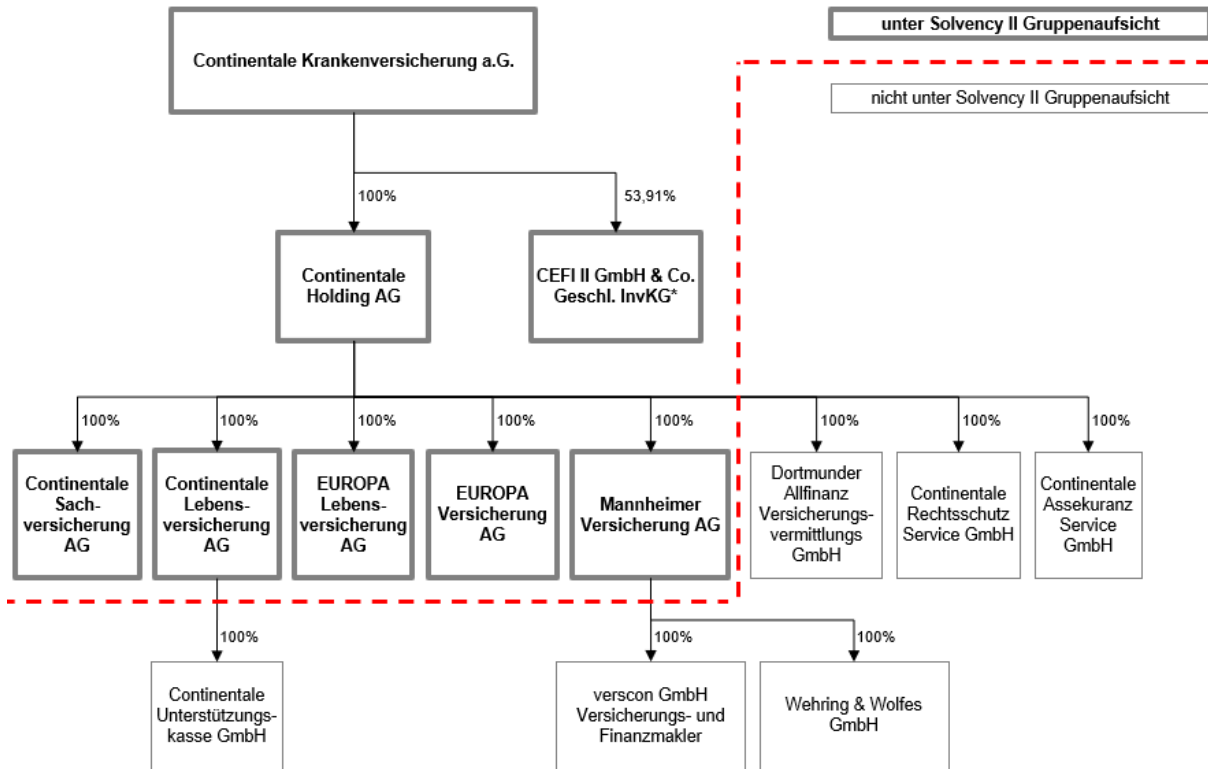 unter Solvency II Gruppenaufsicht
Continentale Krankenversicherung a.G.
nicht unter Solvency II Gruppenaufsicht
100%
53,91%
Continentale
Holding AG
CEFI II GmbH & Co.
Geschl. InvKG*
100%
100%
100%
100%
100%
100%
100%
100%
Continentale
Sach-
versicherung
AG
Continentale
Lebens-
versicherung
AG
EUROPA
Lebens-
versicherung
AG
EUROPA
Versicherung
AG
Mannheimer
Versicherung AG
Dortmunder
Allfinanz
Versicherungs-
vermittlungs
GmbH
Continentale
Rechtsschutz
Service GmbH
Continentale
Assekuranz
Service
GmbH
100%
100%
100%
Continentale
Unterstützungs-
kasse GmbH
verscon GmbH
Versicherungs- und
Finanzmakler
Wehring & Wolfes
GmbH